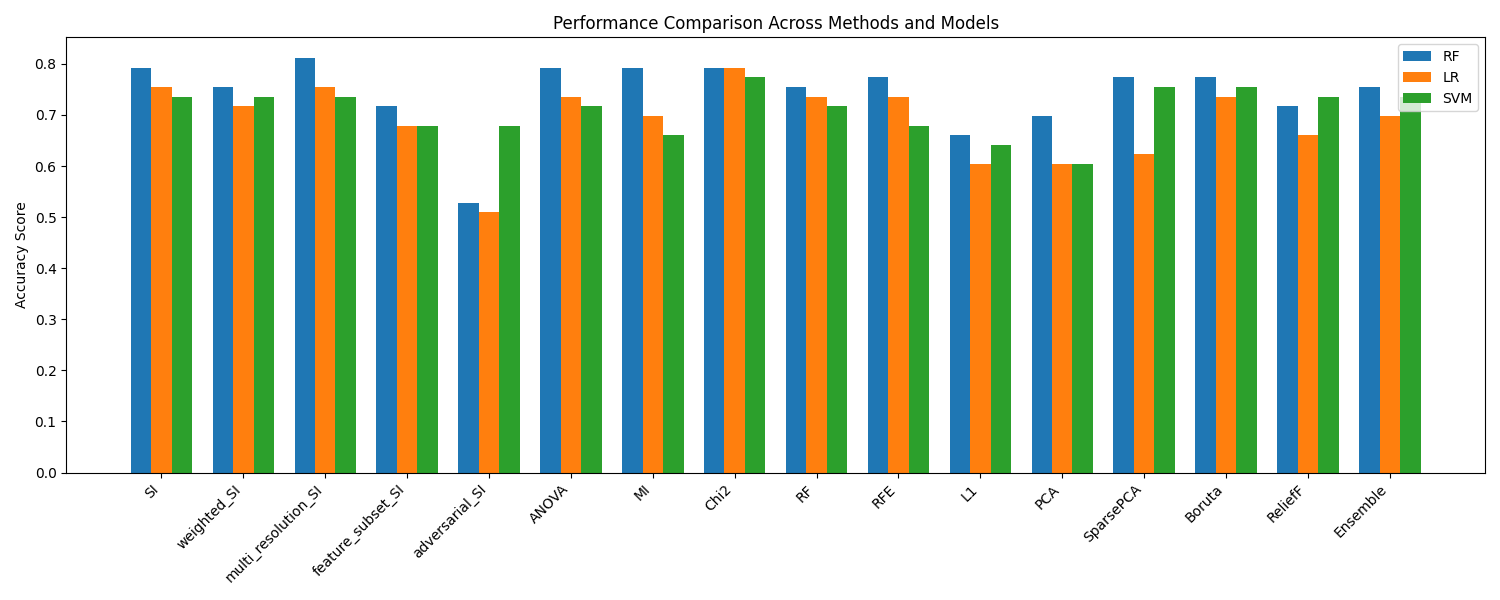 Performance Comparison Across Methods and Models
RF
LR
SVM
Accuracy Score
0.8
0.7
0.6
0.5
0.4
0.3
0.2
0.1
0.0
SI
weighted_SI
multi_resolution_SI
feature_subset_SI
adversarial_SI
ANOVA
MI
Chi2
RF
RFE
L1
PCA
SparsePCA
Boruta
ReliefF
Ensemble